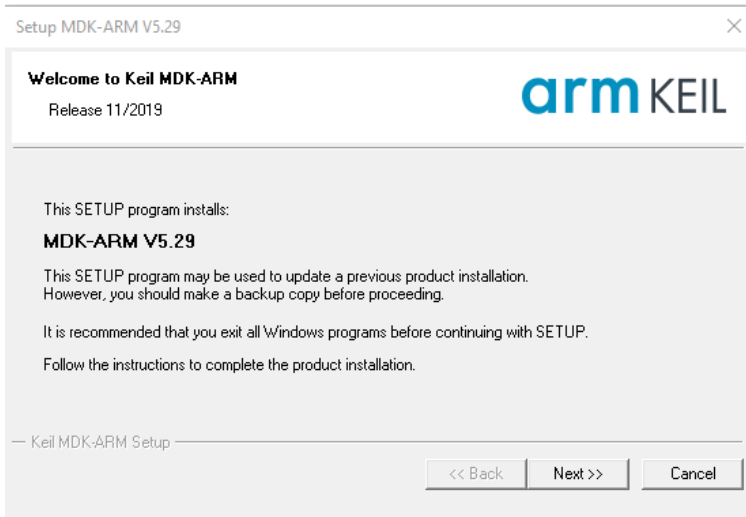 Setup MDK-ARM V5.29
Welcome to Keil MDK-ARM
Release 11/2019
arm KEIL
This SETUP program installs:
MDK-ARM V5.29
This SETUP program may be used to update a previous product installation.
However, you should make a backup copy before proceeding.
It is recommended that you exit all Windows programs before continuing with SETUP.
Follow the instructions to complete the product installation.
Keil MDK-ARM Setup
<< Back
Next >>
Cancel